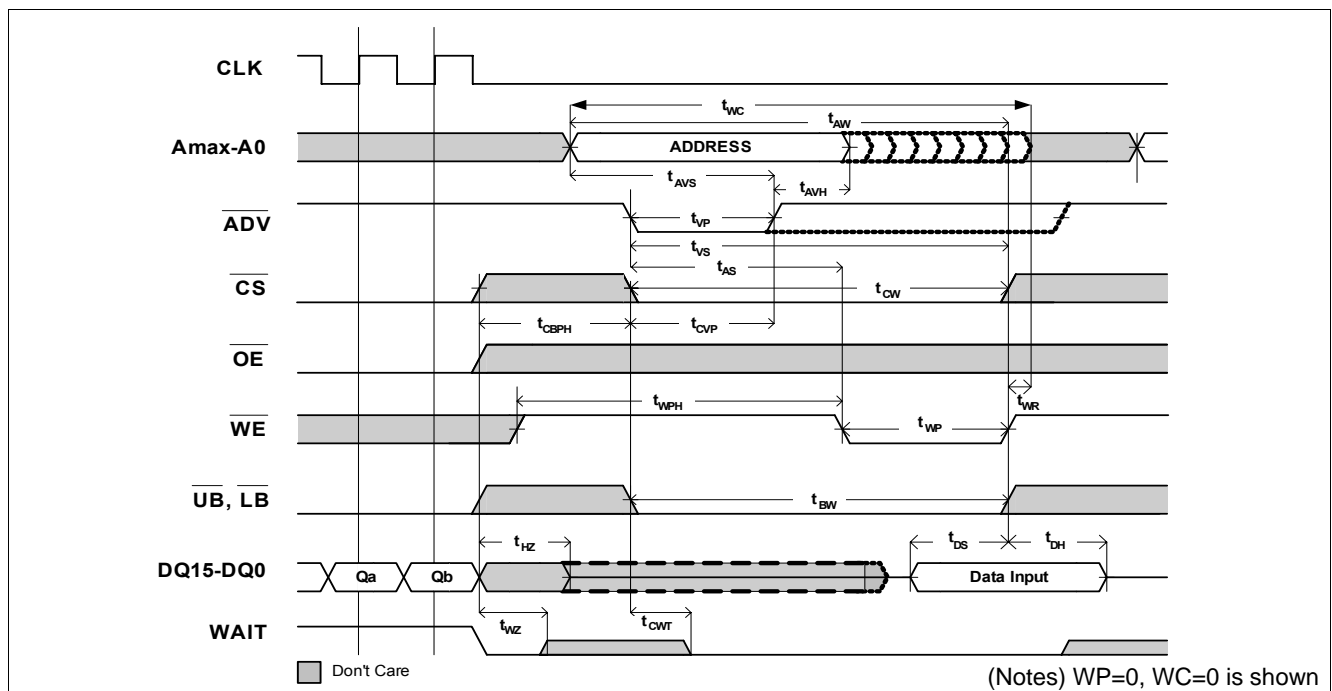 CLK
tWC
tAW
Amax-A0
ADDRESS
tAVS
tAVH
ADV
tVP
tVS
tAS
CS
tCW
tCBPH
tCVP
OE
tWPH
tWR
WE
tWP
UB, LB
tBW
tHZ
tDS
tDH
DQ15-DQ0
Qa
Qb
Data Input
tWZ
tCWT
WAIT
Don't Care
(Notes) WP=0, WC=0 is shown